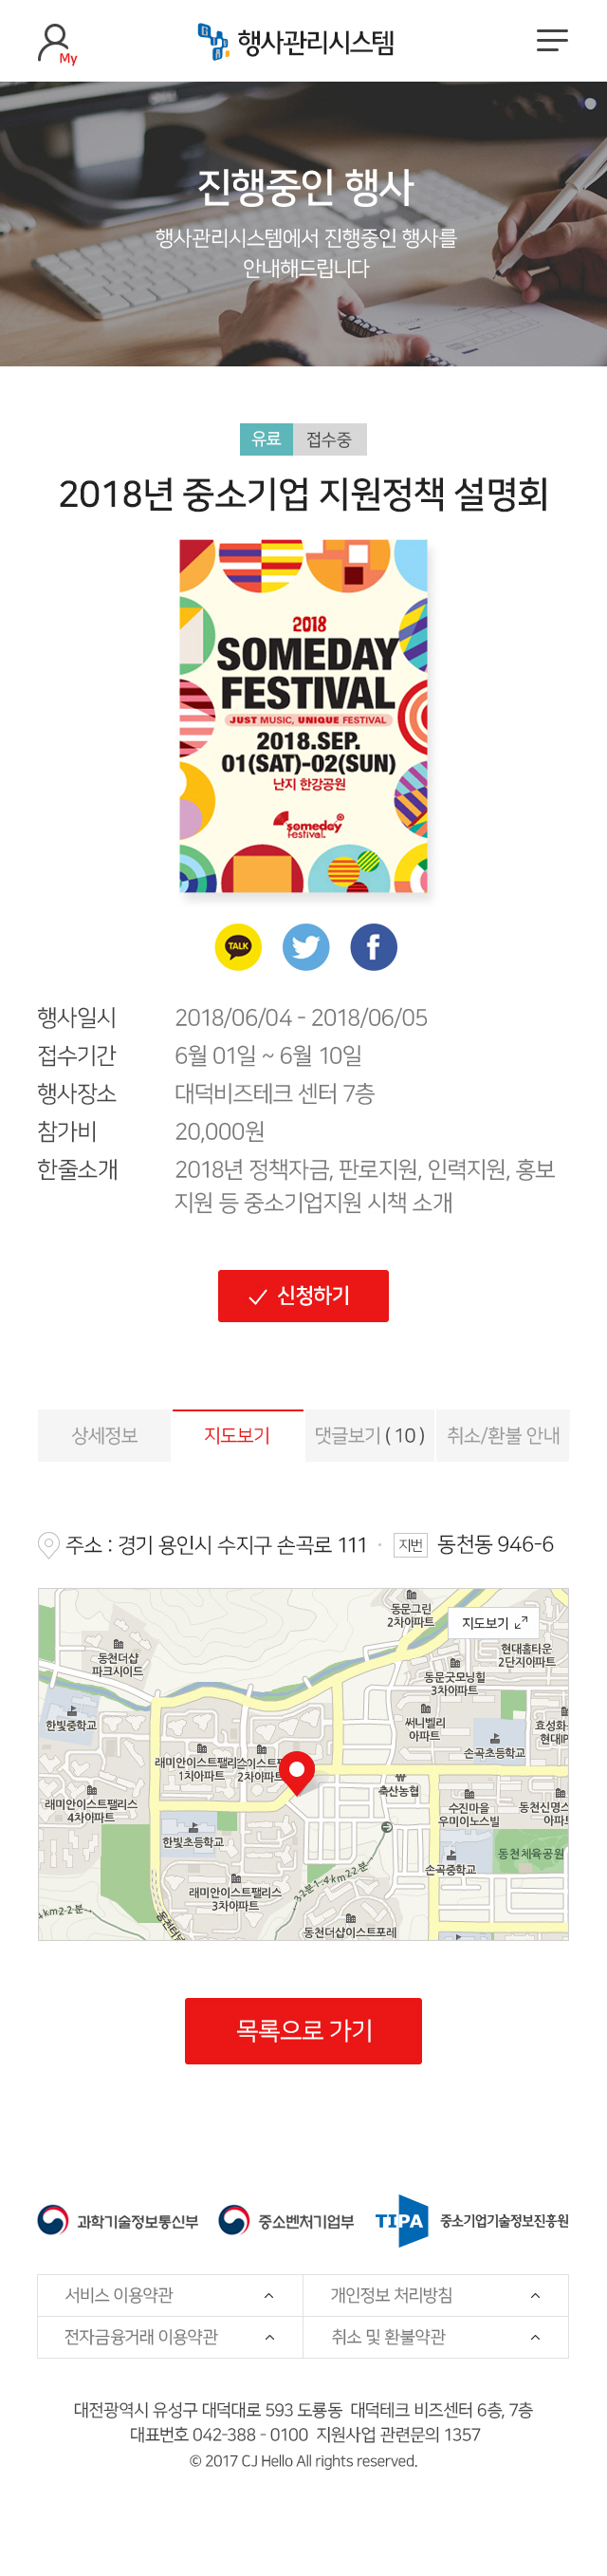 My
행사관리시스템
진행중인 행사
행사관리시스템에서 진행중인 행사를
안내해드립니다
유료 접수중
2018년 중소기업 지원정책 설명회
2018
SOMEDAY
FESTIVAL
JUST MUSIC, UNIQUE FESTIVAL
2018.SEP.
01(SAT)-02(SUN)
난지 한강공원
someday
festival
TALK
행사일시 2018/06/04 - 2018/06/05
접수기간 6월 01일 ~ 6월 10일
행사장소 대덕비즈테크 센터 7층
참가비 20,000원
한줄소개 2018년 정책자금, 판로지원, 인력지원, 홍보
지원 등 중소기업지원 시책 소개
신청하기
상세정보 지도보기 댓글보기 ( 10 ) 취소/환불 안내
주소 : 경기 용인시 수지구 손곡로 111 · 지번 동천동 946-6
동문그린
2차아파트
지도보기
동천더샵
파크사이드
현대홈타운
2단지아파트
동문굿모닝힐
3차아파트
한빛중학교
써니벨리
아파트
효성화
현대IP
손곡초등학교
래미안이스트팰리스
1차아파트
이스트팰
2차아파트
축산농협
래미안이스트팰리스
4차아파트
수진마을
우미이노스빌
동천신명스
아파트
한빛초등학교
동천체육공원
손곡중학교
래미안이스트팰리스
3차아파트
동천더샵이스트포레
목록으로 가기
과학기술정보통신부 중소벤처기업부 TIPA 중소기업기술정보진흥원
서비스 이용약관 개인정보 처리방침
전자금융거래 이용약관 취소 및 환불약관
대전광역시 유성구 대덕대로 593 도룡동 대덕테크 비즈센터 6층, 7층
대표번호 042-388 - 0100 지원사업 관련문의 1357
© 2017 CJ Hello All rights reserved.